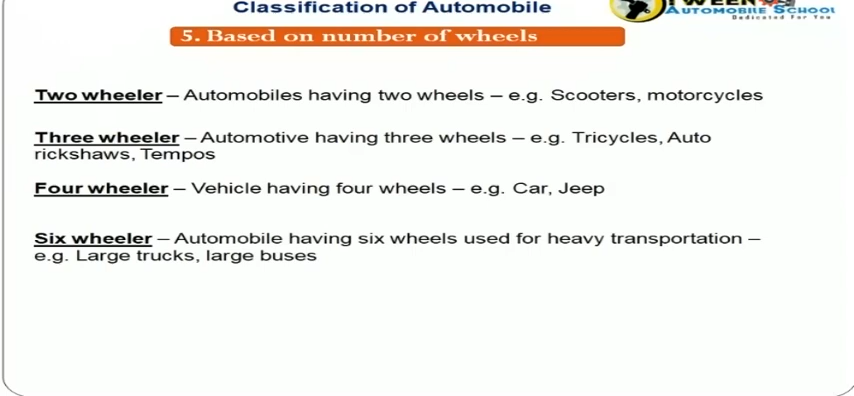 Classification of Automobile
AUTOMOBILE SCHOOL
Dedicated For You
5. Based on number of wheels
Two wheeler – Automobiles having two wheels – e.g. Scooters, motorcycles
Three wheeler – Automotive having three wheels – e.g. Tricycles, Auto
rickshaws, Tempos
Four wheeler – Vehicle having four wheels – e.g. Car, Jeep
Six wheeler – Automobile having six wheels used for heavy transportation –
e.g. Large trucks, large buses